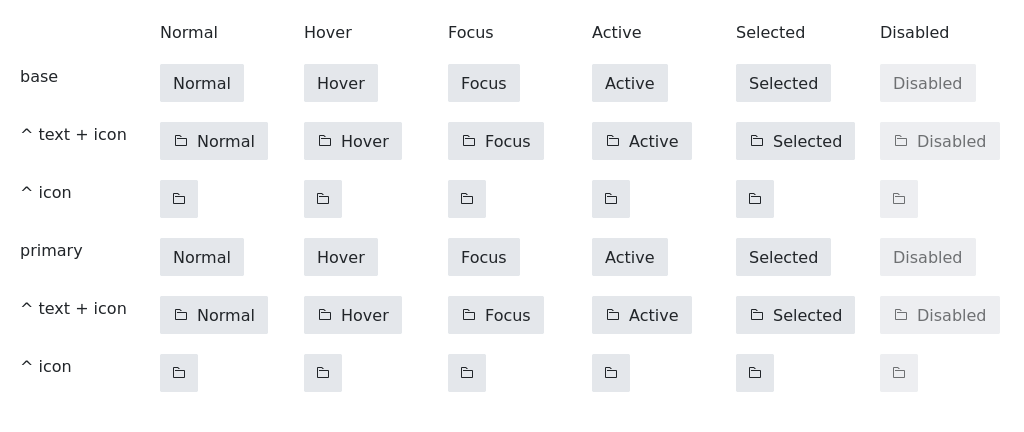 Normal Hover Focus Active Selected Disabled
base Normal Hover Focus Active Selected Disabled
^ text + icon Normal Hover Focus Active Selected Disabled
^ icon
primary Normal Hover Focus Active Selected Disabled
^ text + icon Normal Hover Focus Active Selected Disabled
^ icon